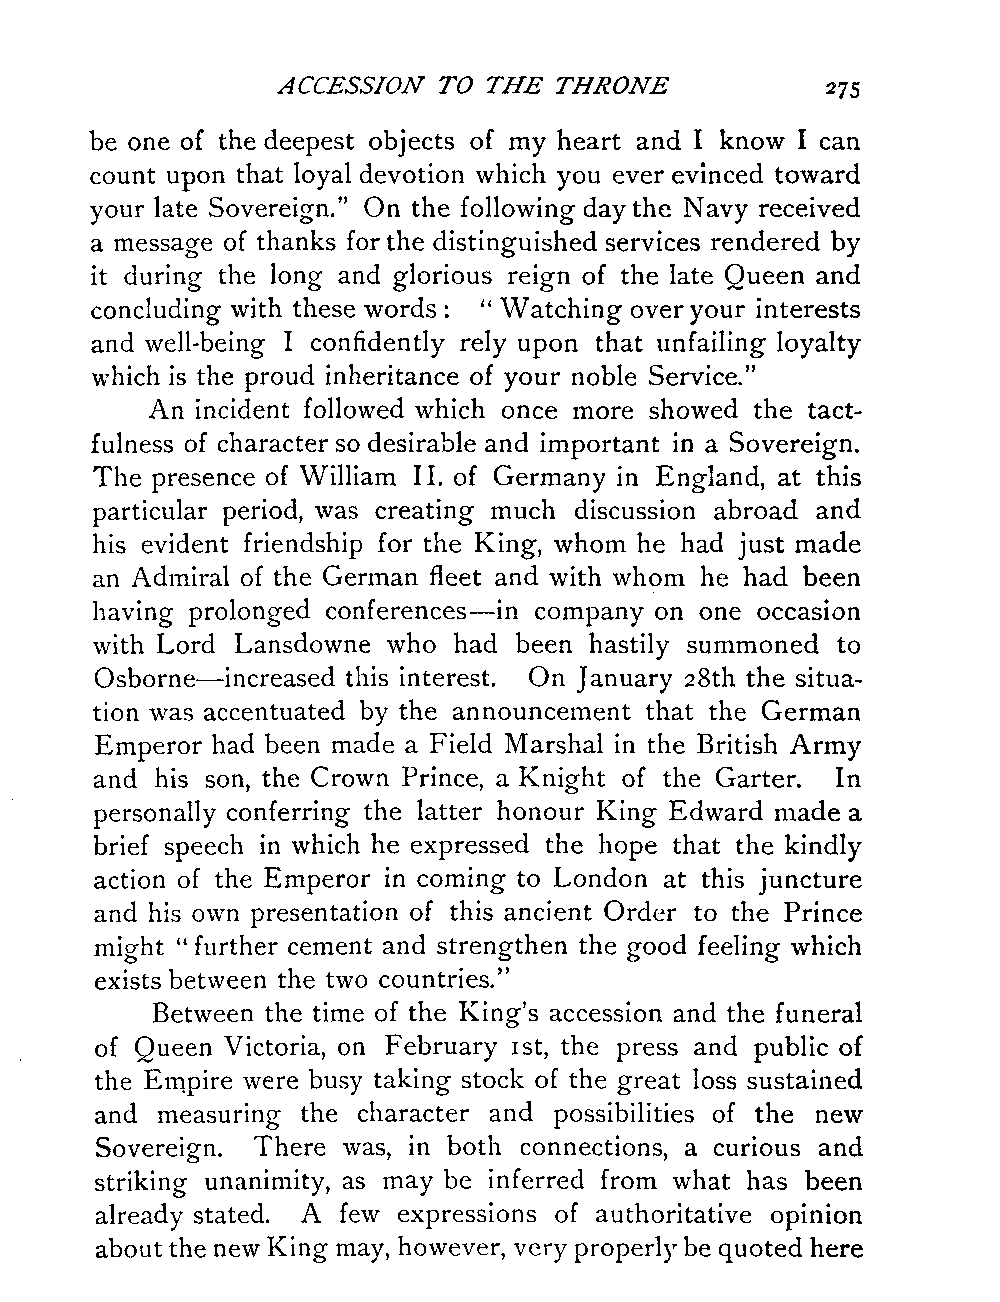 ACCESSION TO THE THRONE 275
be one of the deepest objects of my heart and I know I can
count upon that loyal devotion which you ever evinced toward
your late Sovereign." On the following day the Navy received
a message of thanks for the distinguished services rendered by
it during the long and glorious reign of the late Queen and
concluding with these words: "Watching over your interests
and well-being I confidently rely upon that unfailing loyalty
which is the proud inheritance of your noble Service."
An incident followed which once more showed the tact-
fulness of character so desirable and important in a Sovereign.
The presence of William II. of Germany in England, at this
particular period, was creating much discussion abroad and
his evident friendship for the King, whom he had just made
an Admiral of the German fleet and with whom he had been
having prolonged conferences—in company on one occasion
with Lord Lansdowne who had been hastily summoned to
Osborne—increased this interest. On January 28th the situa-
tion was accentuated by the announcement that the German
Emperor had been made a Field Marshal in the British Army
and his son, the Crown Prince, a Knight of the Garter. In
personally conferring the latter honour King Edward made a
brief speech in which he expressed the hope that the kindly
action of the Emperor in coming to London at this juncture
and his own presentation of this ancient Order to the Prince
might "further cement and strengthen the good feeling which
exists between the two countries."
Between the time of the King's accession and the funeral
of Queen Victoria, on February 1st, the press and public of
the Empire were busy taking stock of the great loss sustained
and measuring the character and possibilities of the new
Sovereign. There was, in both connections, a curious and
striking unanimity, as may be inferred from what has been
already stated. A few expressions of authoritative opinion
about the new King may, however, very properly be quoted here